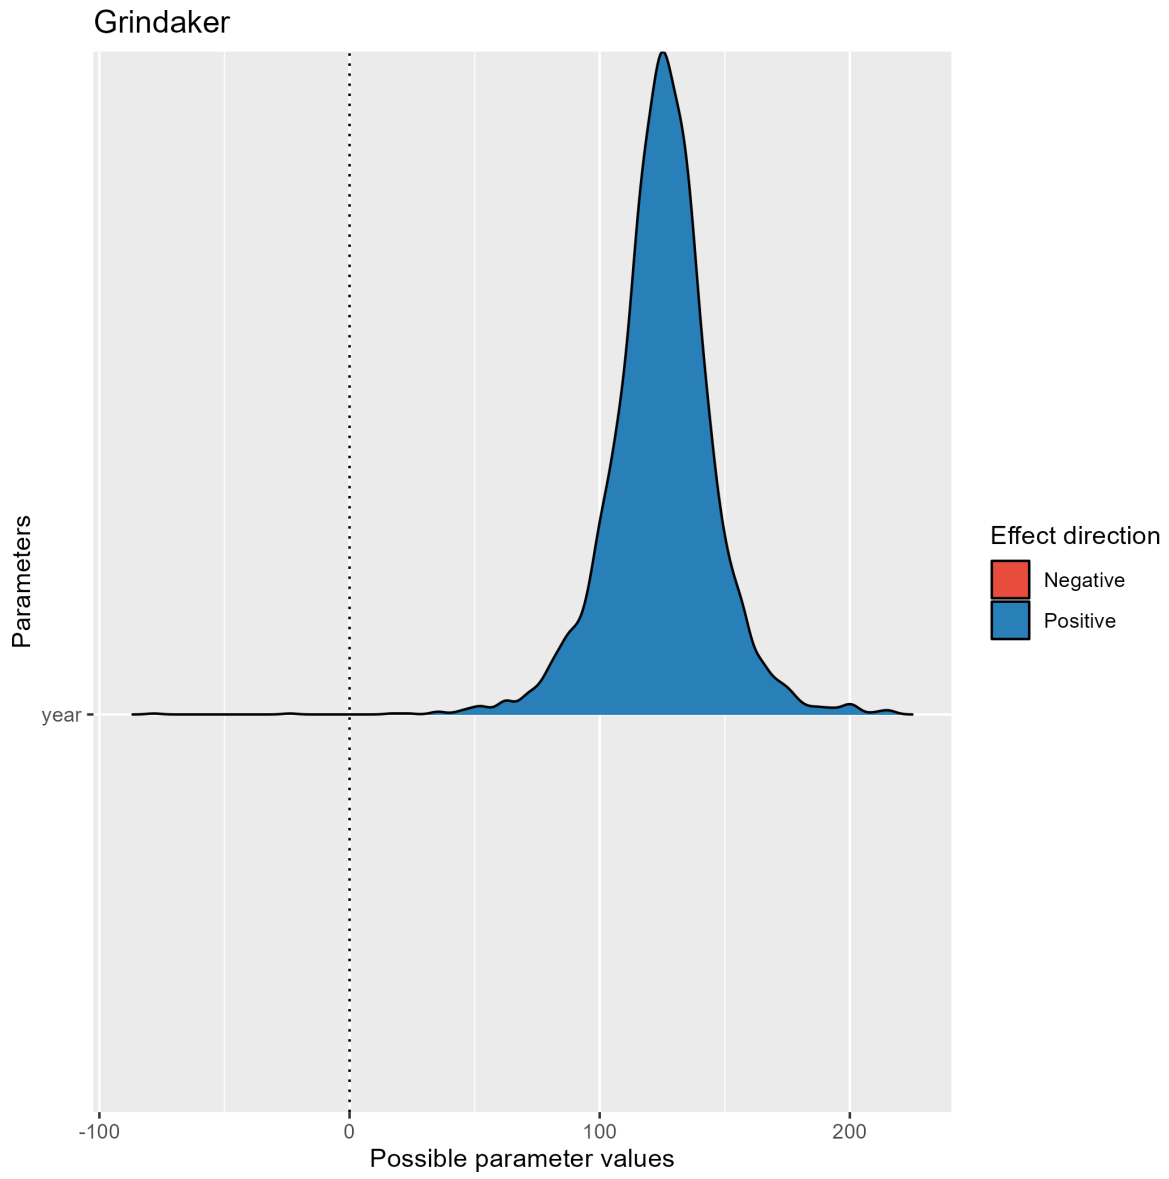 Grindaker
Parameters
year
-100 0 100 200
Possible parameter values
Effect direction
Negative
Positive